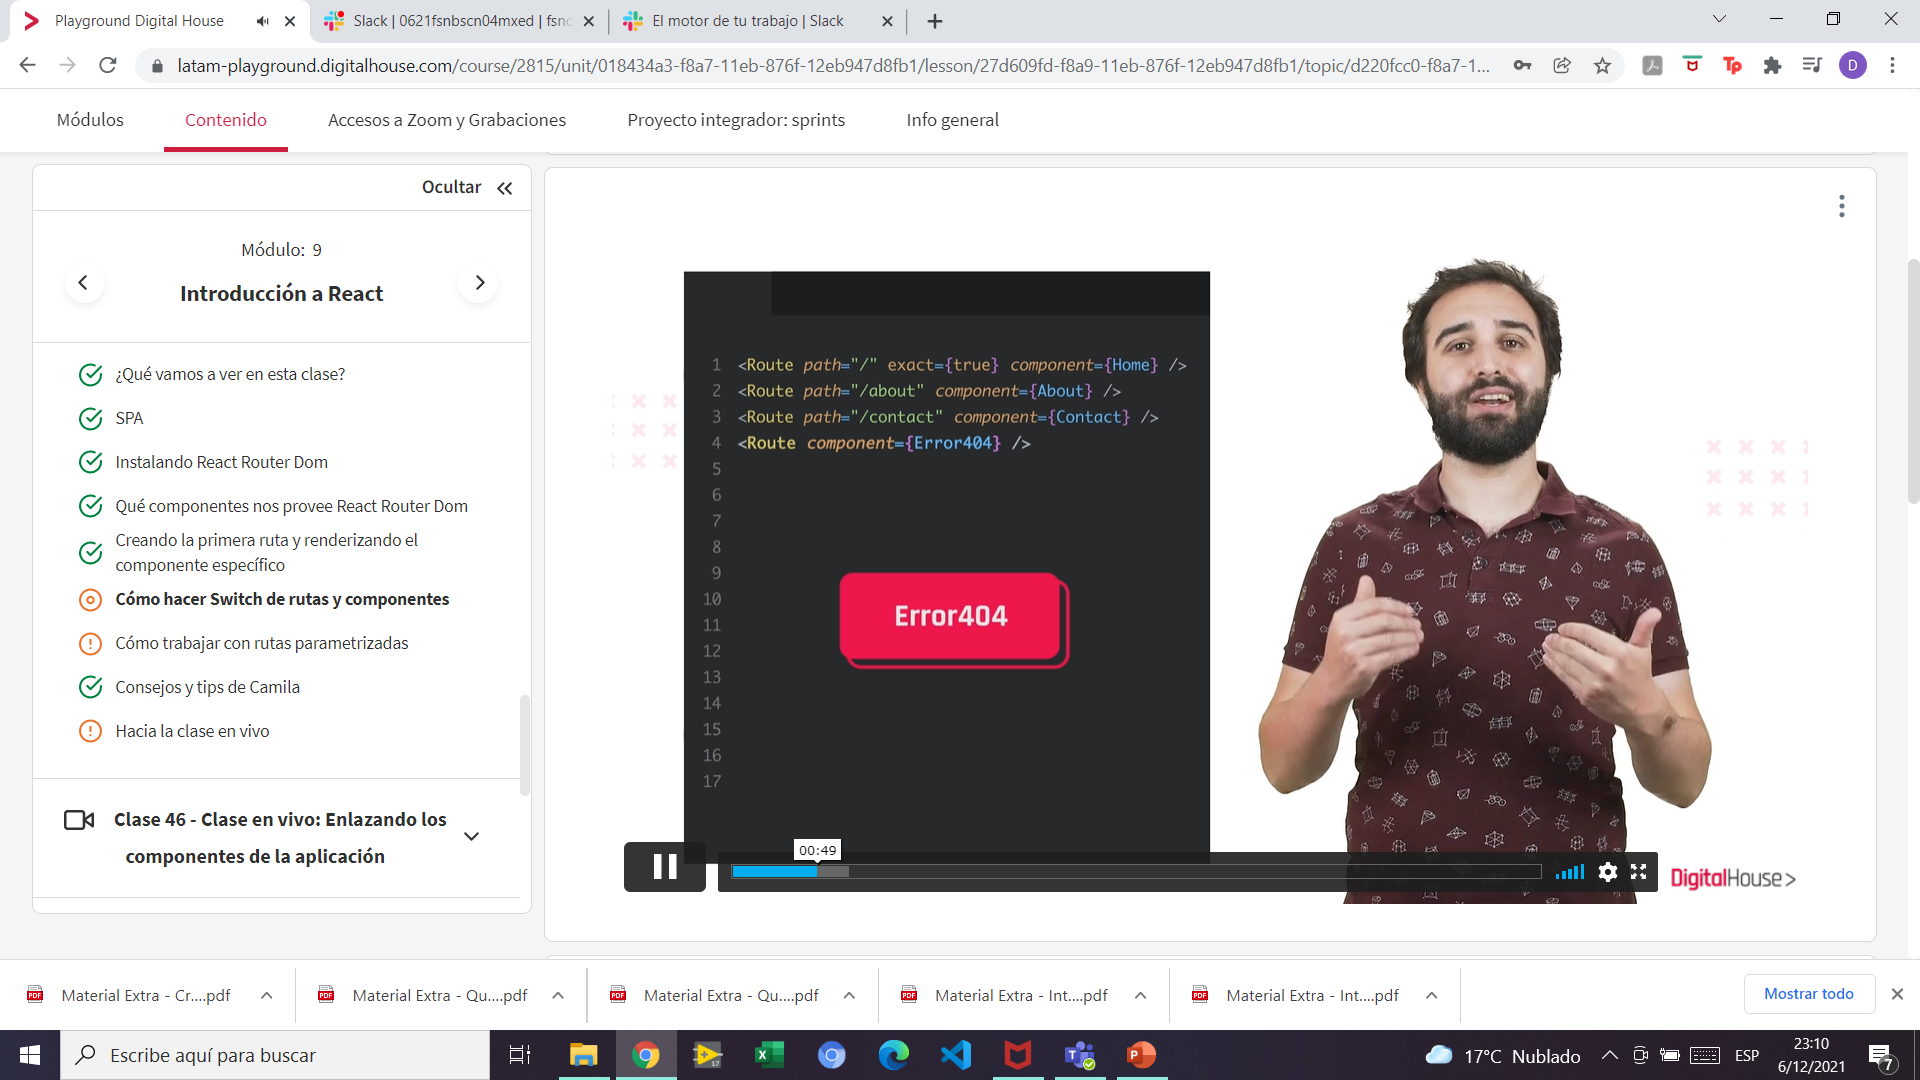 Playground Digital House
Slack | 0621fsnbscn04mxed | fsnc
El motor de tu trabajo | Slack
latam-playground.digitalhouse.com/course/2815/unit/018434a3-f8a7-11eb-876f-12eb947d8fb1/lesson/27d609fd-f8a9-11eb-876f-12eb947d8fb1/topic/d220fcc0-f8a7-1...
Tp
D
Módulos
Contenido
Accesos a Zoom y Grabaciones
Proyecto integrador: sprints
Info general
Ocultar
Módulo: 9
Introducción a React
¿Qué vamos a ver en esta clase?
SPA
Instalando React Router Dom
Qué componentes nos provee React Router Dom
Creando la primera ruta y renderizando el
componente específico
Cómo hacer Switch de rutas y componentes
Cómo trabajar con rutas parametrizadas
Consejos y tips de Camila
Hacia la clase en vivo
Clase 46 - Clase en vivo: Enlazando los
componentes de la aplicación
1 <Route path="/" exact={true} component={Home} />
2 <Route path="/about" component={About} />
3 <Route path="/contact" component={Contact} />
4 <Route component={Error404} />
5
6
7
8
9
10
11
12
13
14
15
16
17
Error404
00:49
DigitalHouse>
Material Extra - Cr....pdf
Material Extra - Qu....pdf
Material Extra - Qu....pdf
Material Extra - Int....pdf
Material Extra - Int....pdf
Mostrar todo
Escribe aquí para buscar
17°C Nublado
ESP
23:10
6/12/2021
7